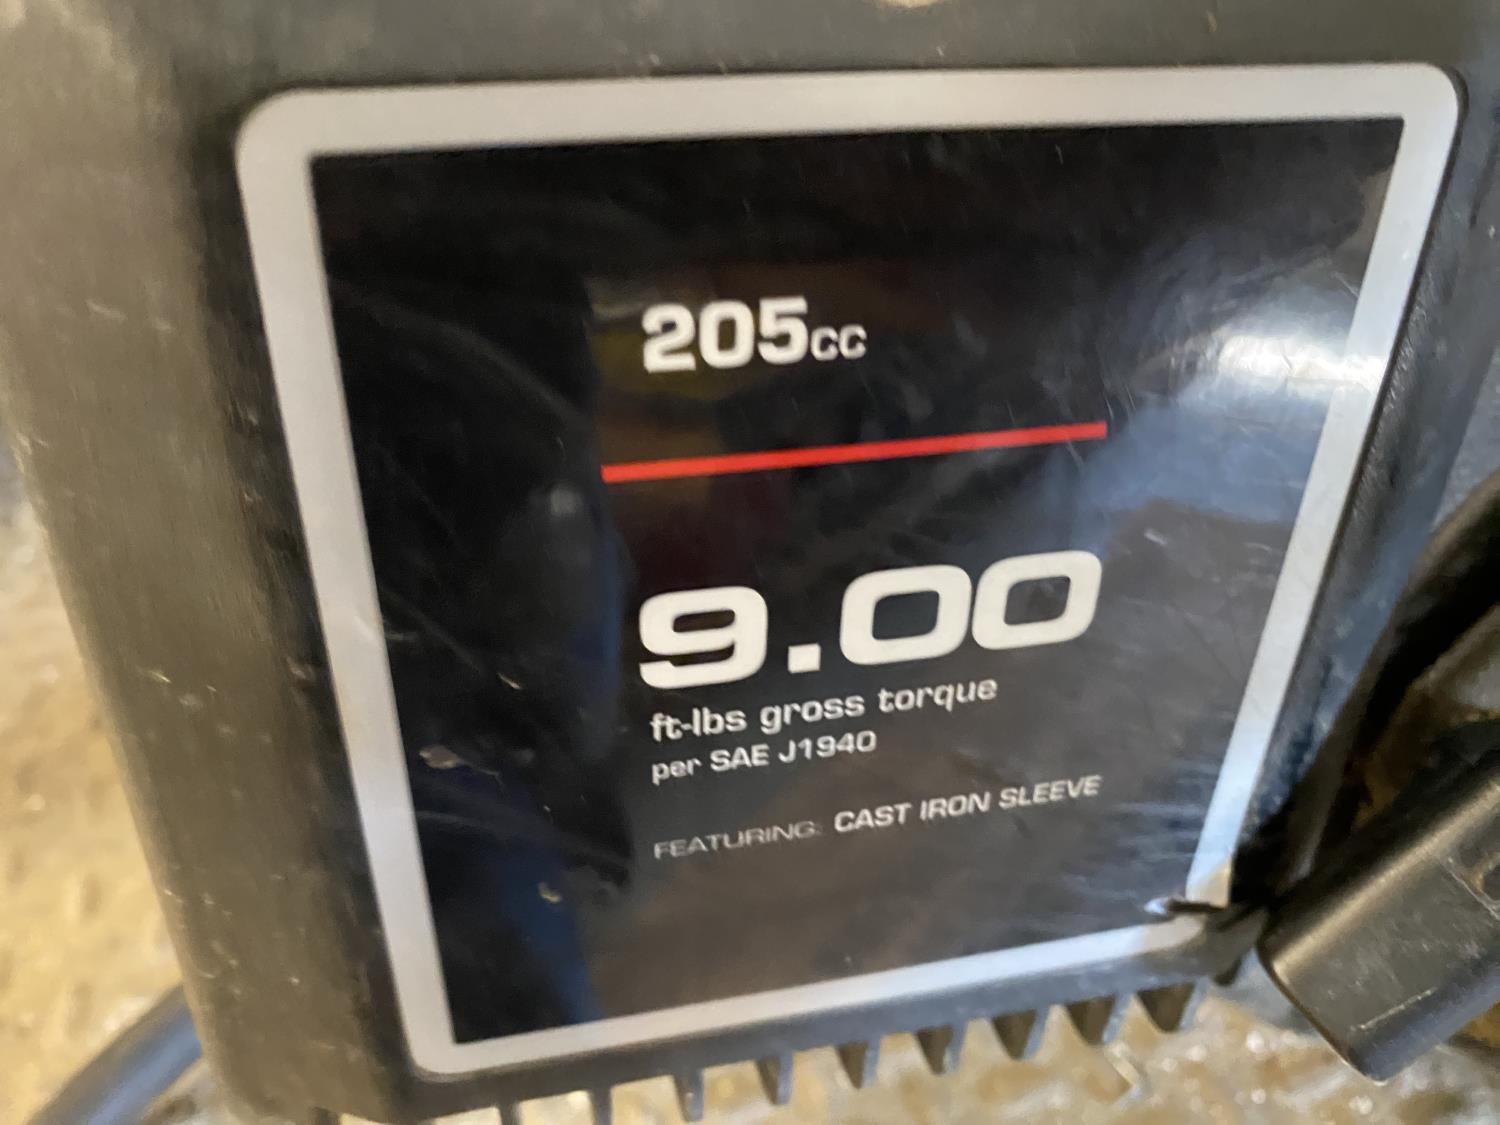 205cc
9.00
ft-lbs gross torque
per SAE J1940
FEATURING: CAST IRON SLEEVE